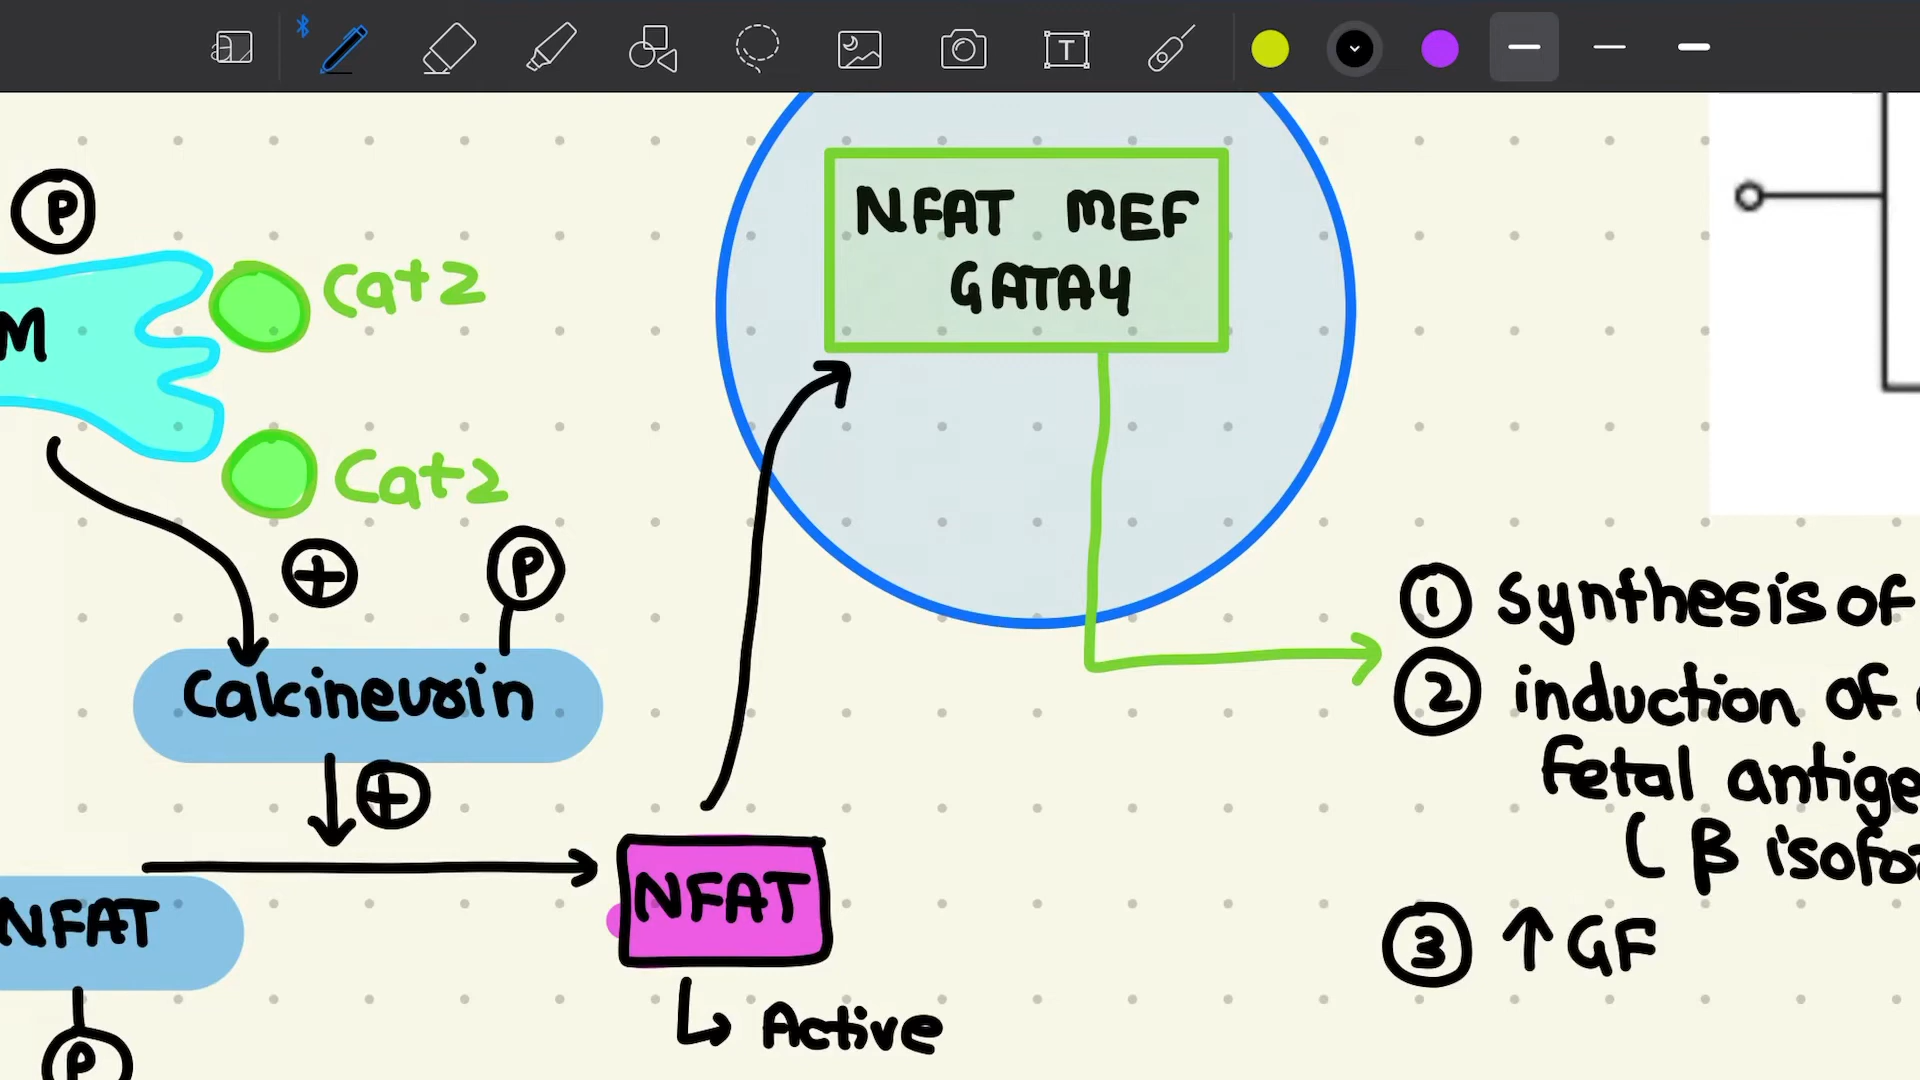 P
M
Ca+2
Ca+2
NFAT MEF
GATA4
+
P
Calcineurin
+
NFAT
P
NFAT
↳ Active
① Synthesis of
② induction of
fetal antige
( β isofo
③ ↑ GF
T